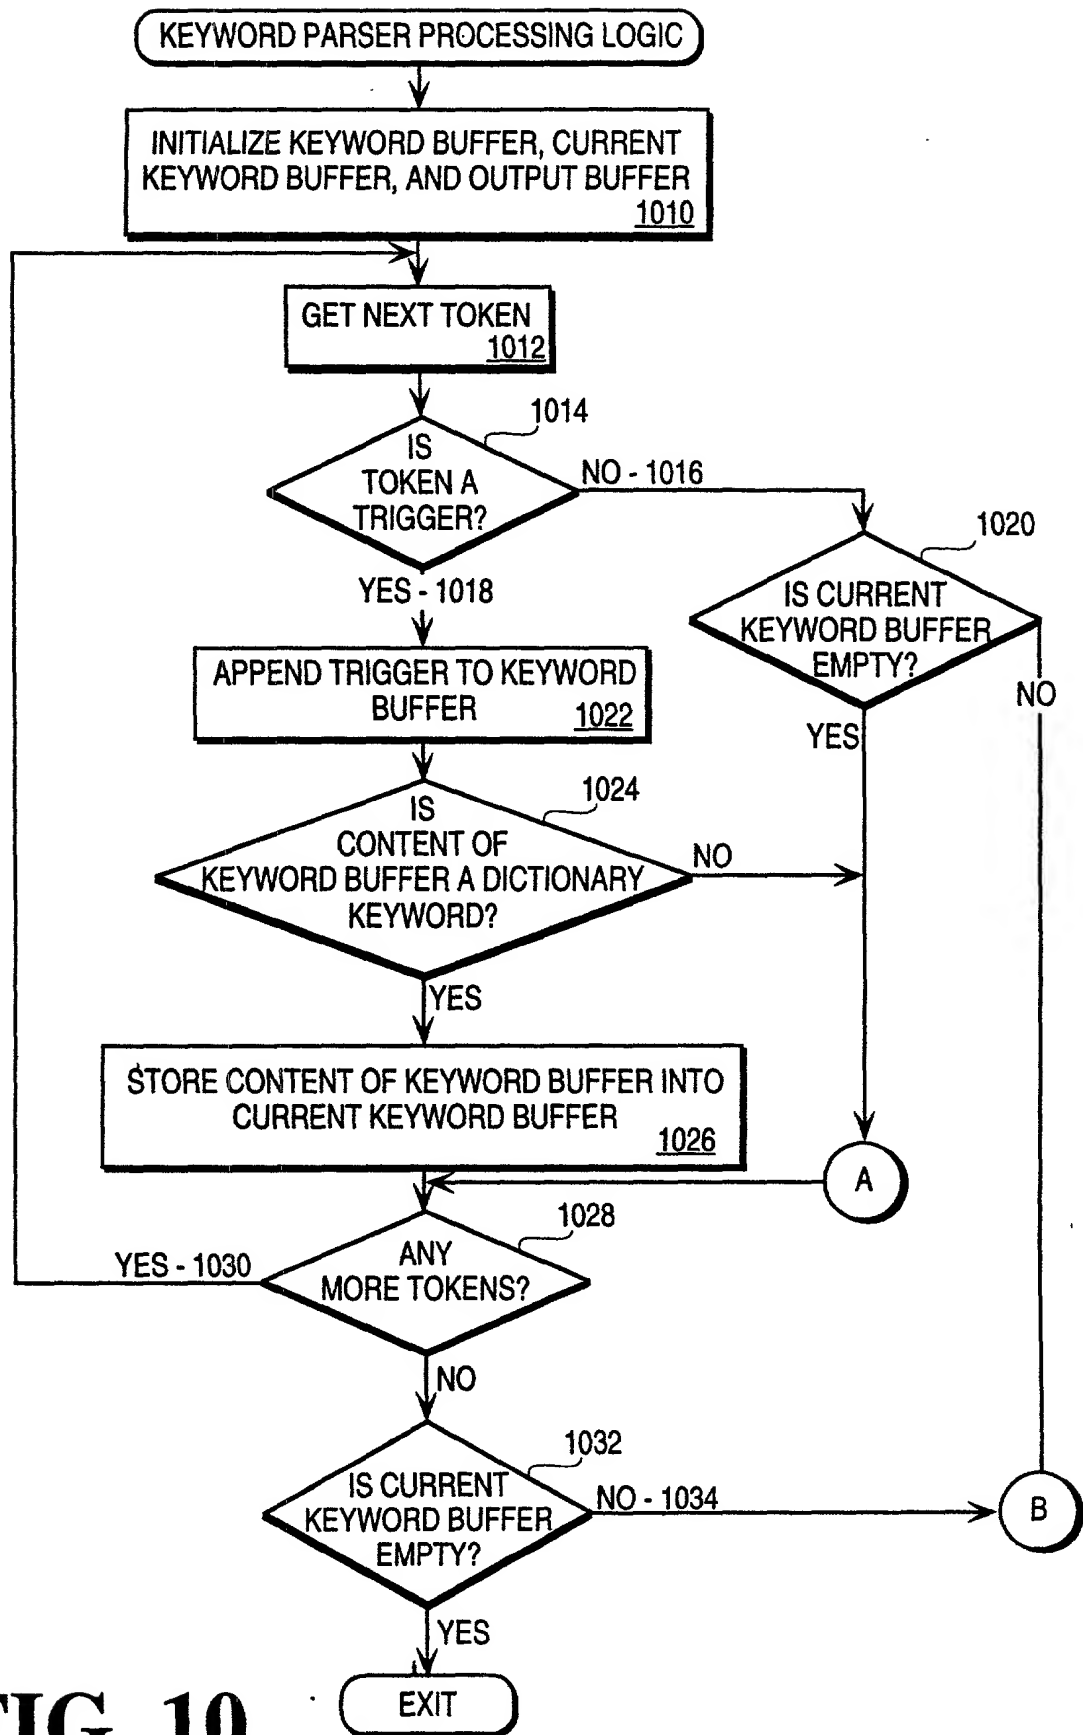 KEYWORD PARSER PROCESSING LOGIC
INITIALIZE KEYWORD BUFFER, CURRENT
KEYWORD BUFFER, AND OUTPUT BUFFER
1010
GET NEXT TOKEN
1012
1014
IS
TOKEN A
TRIGGER?
NO - 1016
YES - 1018
1020
IS CURRENT
KEYWORD BUFFER
EMPTY?
NO
YES
APPEND TRIGGER TO KEYWORD
BUFFER
1022
1024
IS
CONTENT OF
KEYWORD BUFFER A DICTIONARY
KEYWORD?
NO
YES
STORE CONTENT OF KEYWORD BUFFER INTO
CURRENT KEYWORD BUFFER
1026
A
1028
ANY
MORE TOKENS?
YES - 1030
NO
1032
IS CURRENT
KEYWORD BUFFER
EMPTY?
NO - 1034
B
YES
EXIT